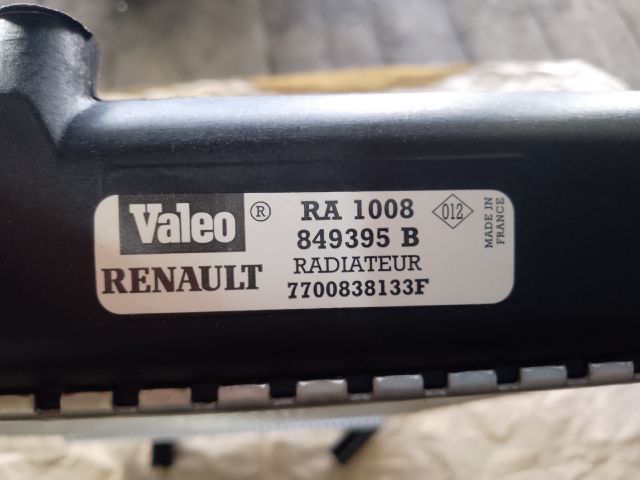 Valeo ® RA 1008 012
849395 B
RENAULT RADIATEUR
7700838133F
MADE IN
FRANCE